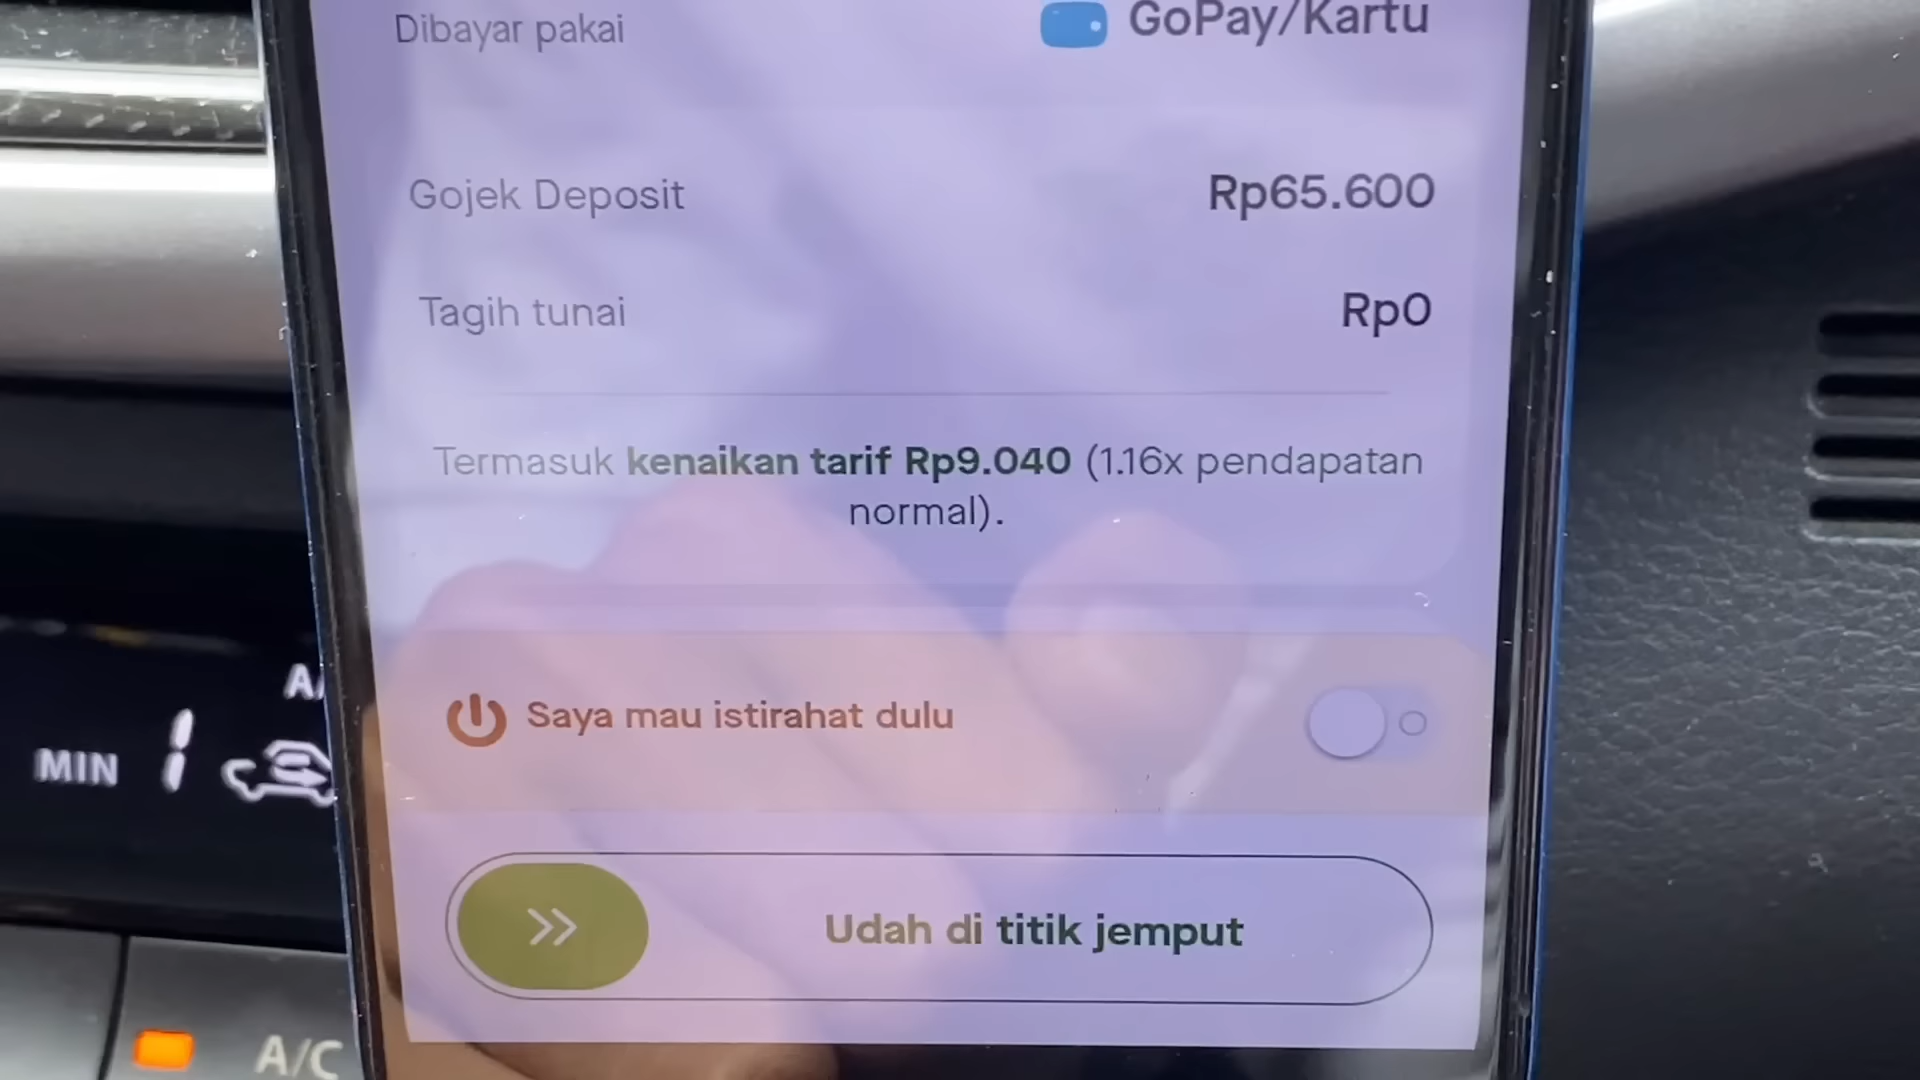 Dibayar pakai GoPay/Kartu
Gojek Deposit Rp65.600
Tagih tunai Rp0
Termasuk kenaikan tarif Rp9.040 (1.16x pendapatan
normal).
Saya mau istirahat dulu
Udah di titik jemput
MIN
A/C